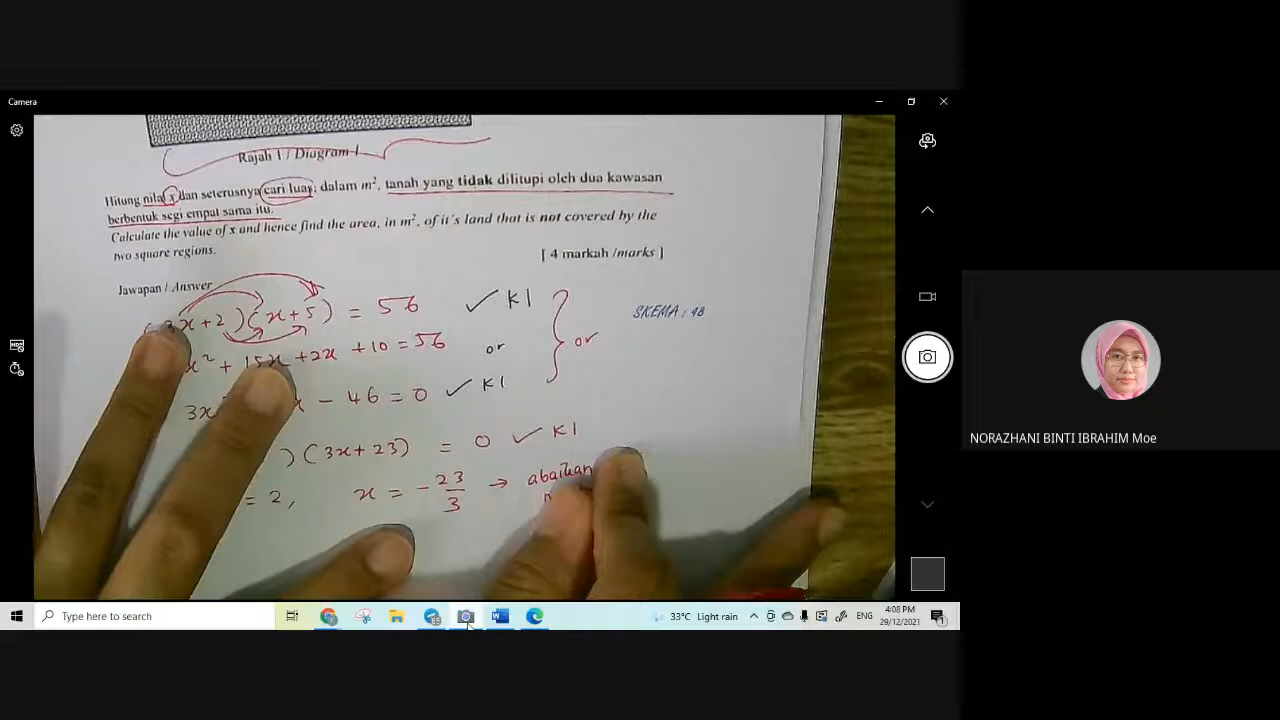 Camera
Rajah 1 / Diagram 1
Hitung nilai x dan seterusnya cari luas, dalam m², tanah yang tidak dilitupi oleh dua kawasan
berbentuk segi empat sama itu.
Calculate the value of x and hence find the area, in m², of it's land that is not covered by the
two square regions.
[ 4 markah /marks ]
Jawapan / Answer
3x+2)(x+5) = 56 ✓ K1
x² + 15x +2x +10 = 56 or
or
SKEMA : 48
3x x - 46 = 0 ✓ K1
)(3x+23) = 0 ✓ K1
= 2, x = -23/3 → abaikan
NORAZHANI BINTI IBRAHIM Moe
Type here to search
33°C Light rain
ENG
4:08 PM
29/12/2021